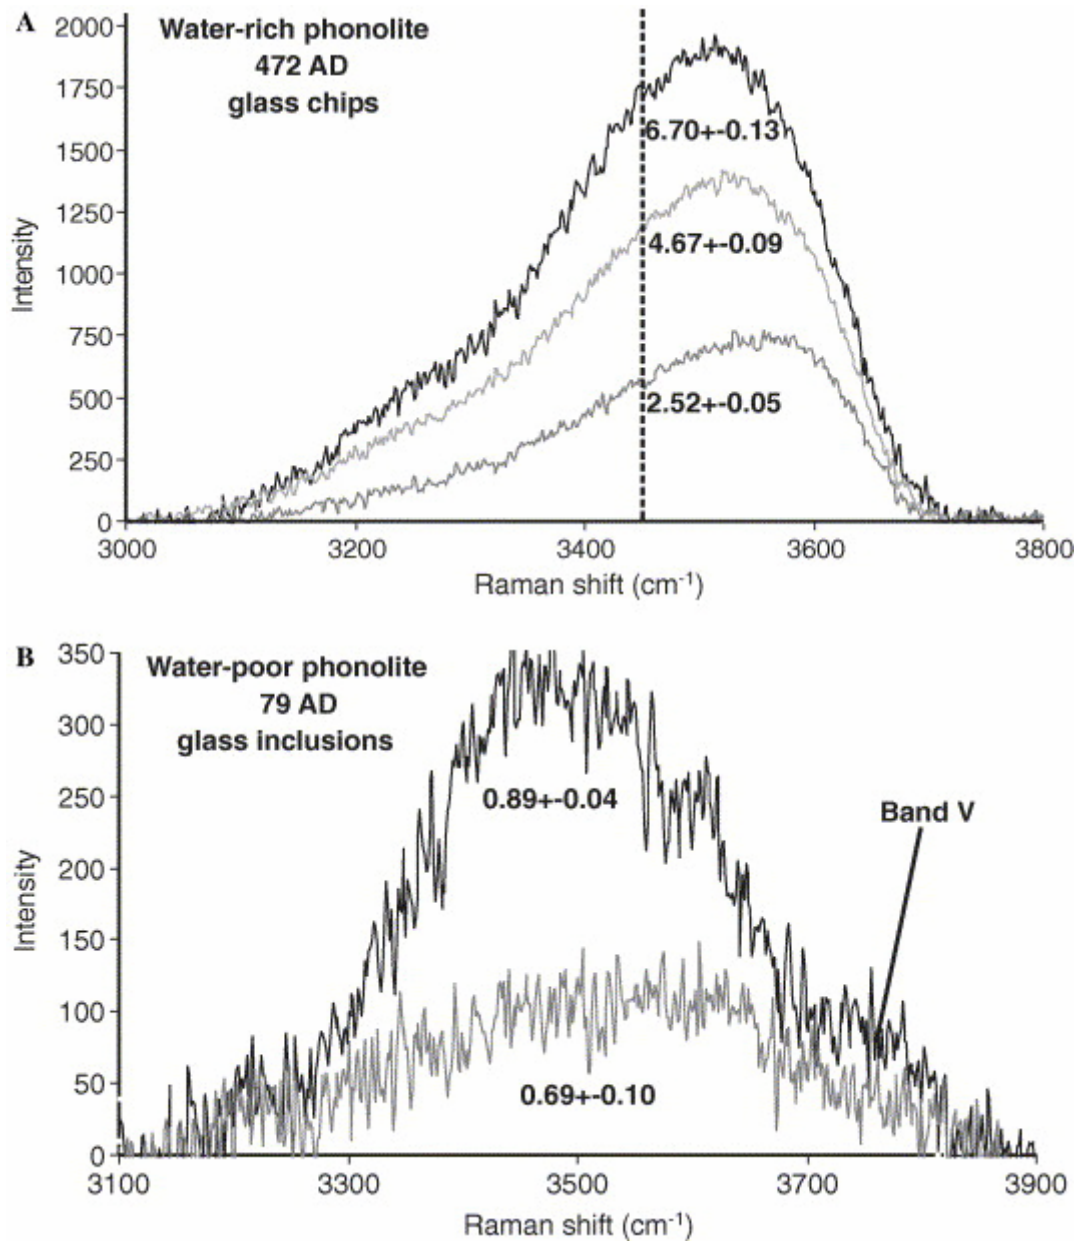 A
Water-rich phonolite
472 AD
glass chips
2000
1750
1500
1250
1000
750
500
250
0
Intensity
6.70+-0.13
4.67+-0.09
2.52+-0.05
3000 3200 3400 3600 3800
Raman shift (cm⁻¹)
B
Water-poor phonolite
79 AD
glass inclusions
350
300
250
200
150
100
50
0
Intensity
0.89+-0.04
Band V
0.69+-0.10
3100 3300 3500 3700 3900
Raman shift (cm⁻¹)